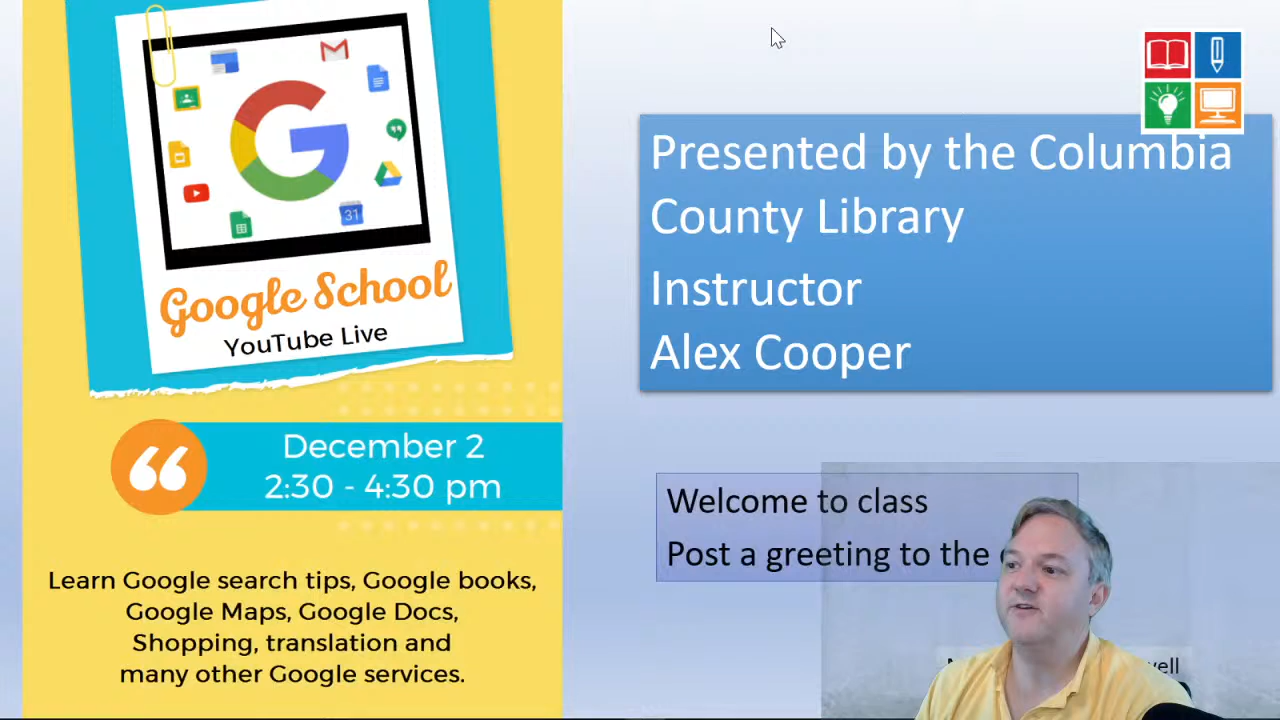 31
Google School
YouTube Live
December 2
2:30 - 4:30 pm
Learn Google search tips, Google books,
Google Maps, Google Docs,
Shopping, translation and
many other Google services.
Presented by the Columbia
County Library
Instructor
Alex Cooper
Welcome to class
Post a greeting to the